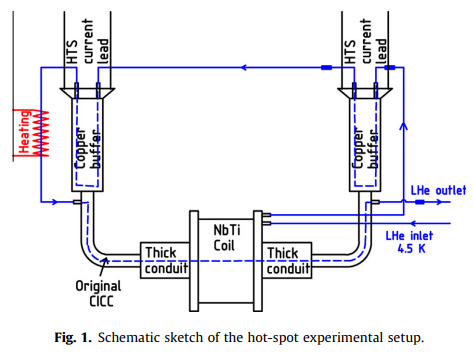 HTS
current
lead
HTS
current
lead
Heating
Copper
buffer
Copper
buffer
LHe outlet
NbTi
Coil
LHe inlet
4.5 K
Thick
conduit
Thick
conduit
Original
CICC
Fig. 1. Schematic sketch of the hot-spot experimental setup.